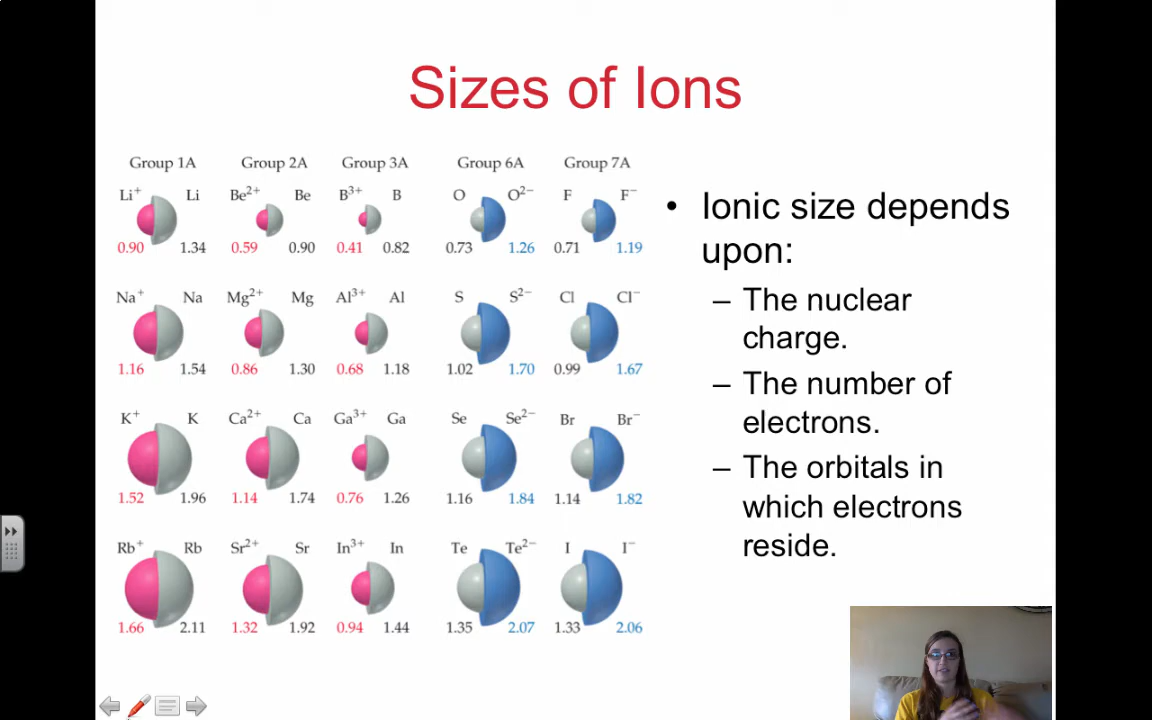 Sizes of Ions
Group 1A Group 2A Group 3A Group 6A Group 7A
Li⁺ Li Be²⁺ Be B³⁺ B O O²⁻ F F⁻
0.90 1.34 0.59 0.90 0.41 0.82 0.73 1.26 0.71 1.19
Na⁺ Na Mg²⁺ Mg Al³⁺ Al S S²⁻ Cl Cl⁻
1.16 1.54 0.86 1.30 0.68 1.18 1.02 1.70 0.99 1.67
K⁺ K Ca²⁺ Ca Ga³⁺ Ga Se Se²⁻ Br Br⁻
1.52 1.96 1.14 1.74 0.76 1.26 1.16 1.84 1.14 1.82
Rb⁺ Rb Sr²⁺ Sr In³⁺ In Te Te²⁻ I I⁻
1.66 2.11 1.32 1.92 0.94 1.44 1.35 2.07 1.33 2.06
• Ionic size depends
upon:
– The nuclear
charge.
– The number of
electrons.
– The orbitals in
which electrons
reside.